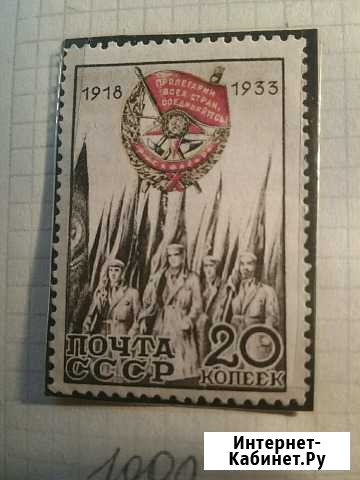 1918 1933
ПРОЛЕТАРИИ
ВСЕХ СТРАН,
СОЕДИНЯЙТЕСЬ!
ПОЧТА
СССР
20
КОПЕЕК
Интернет-
Кабинет.Ру